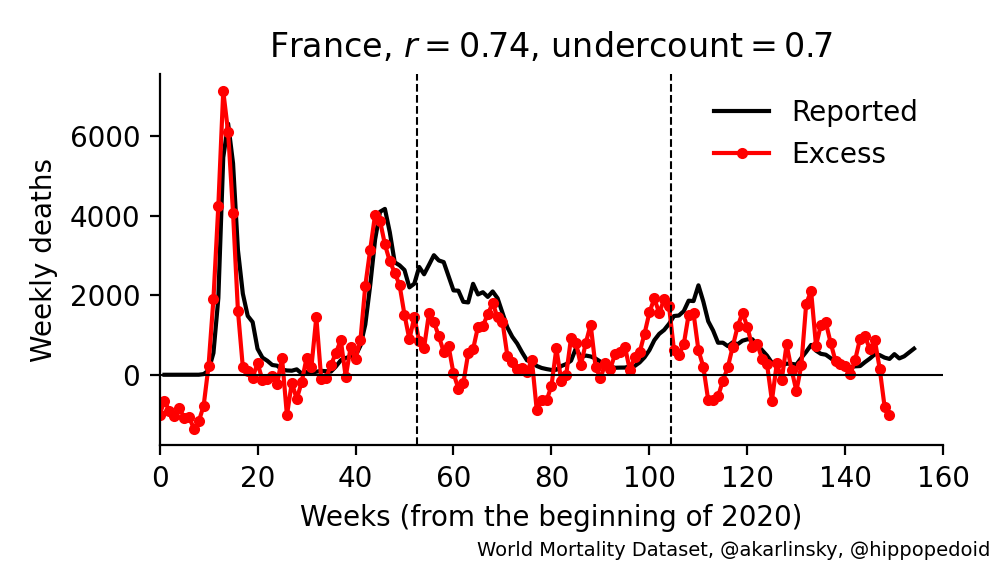 France, r = 0.74, undercount = 0.7
Weekly deaths
6000
4000
2000
0
Reported
Excess
0 20 40 60 80 100 120 140 160
Weeks (from the beginning of 2020)
World Mortality Dataset, @akarlinsky, @hippopedoid